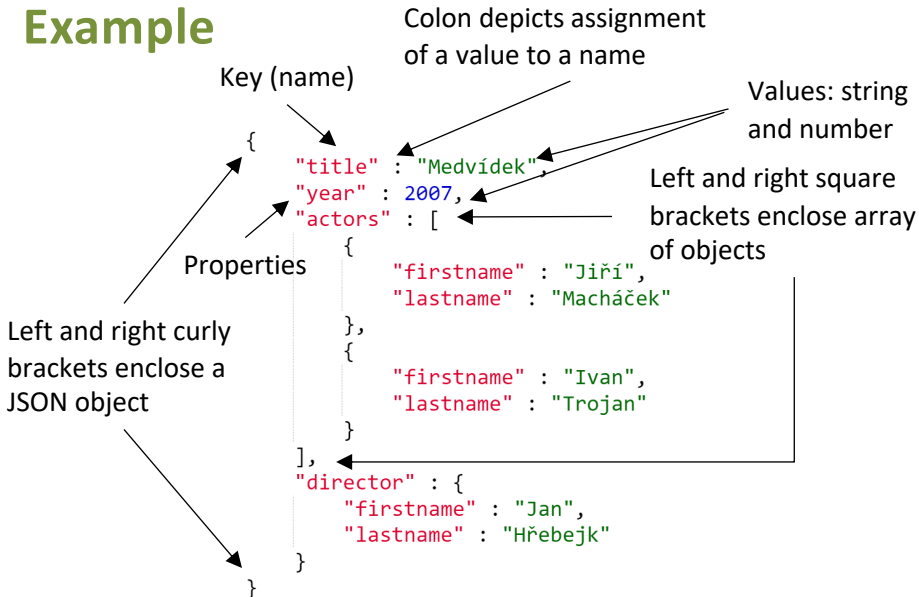 Example
Colon depicts assignment
of a value to a name
Key (name)
Values: string
and number
{
"title" : "Medvídek",
"year" : 2007,
"actors" : [
Left and right square
brackets enclose array
of objects
{
Properties
"firstname" : "Jiří",
"lastname" : "Macháček"
},
Left and right curly
brackets enclose a
JSON object
{
"firstname" : "Ivan",
"lastname" : "Trojan"
}
],
"director" : {
"firstname" : "Jan",
"lastname" : "Hřebejk"
}
}